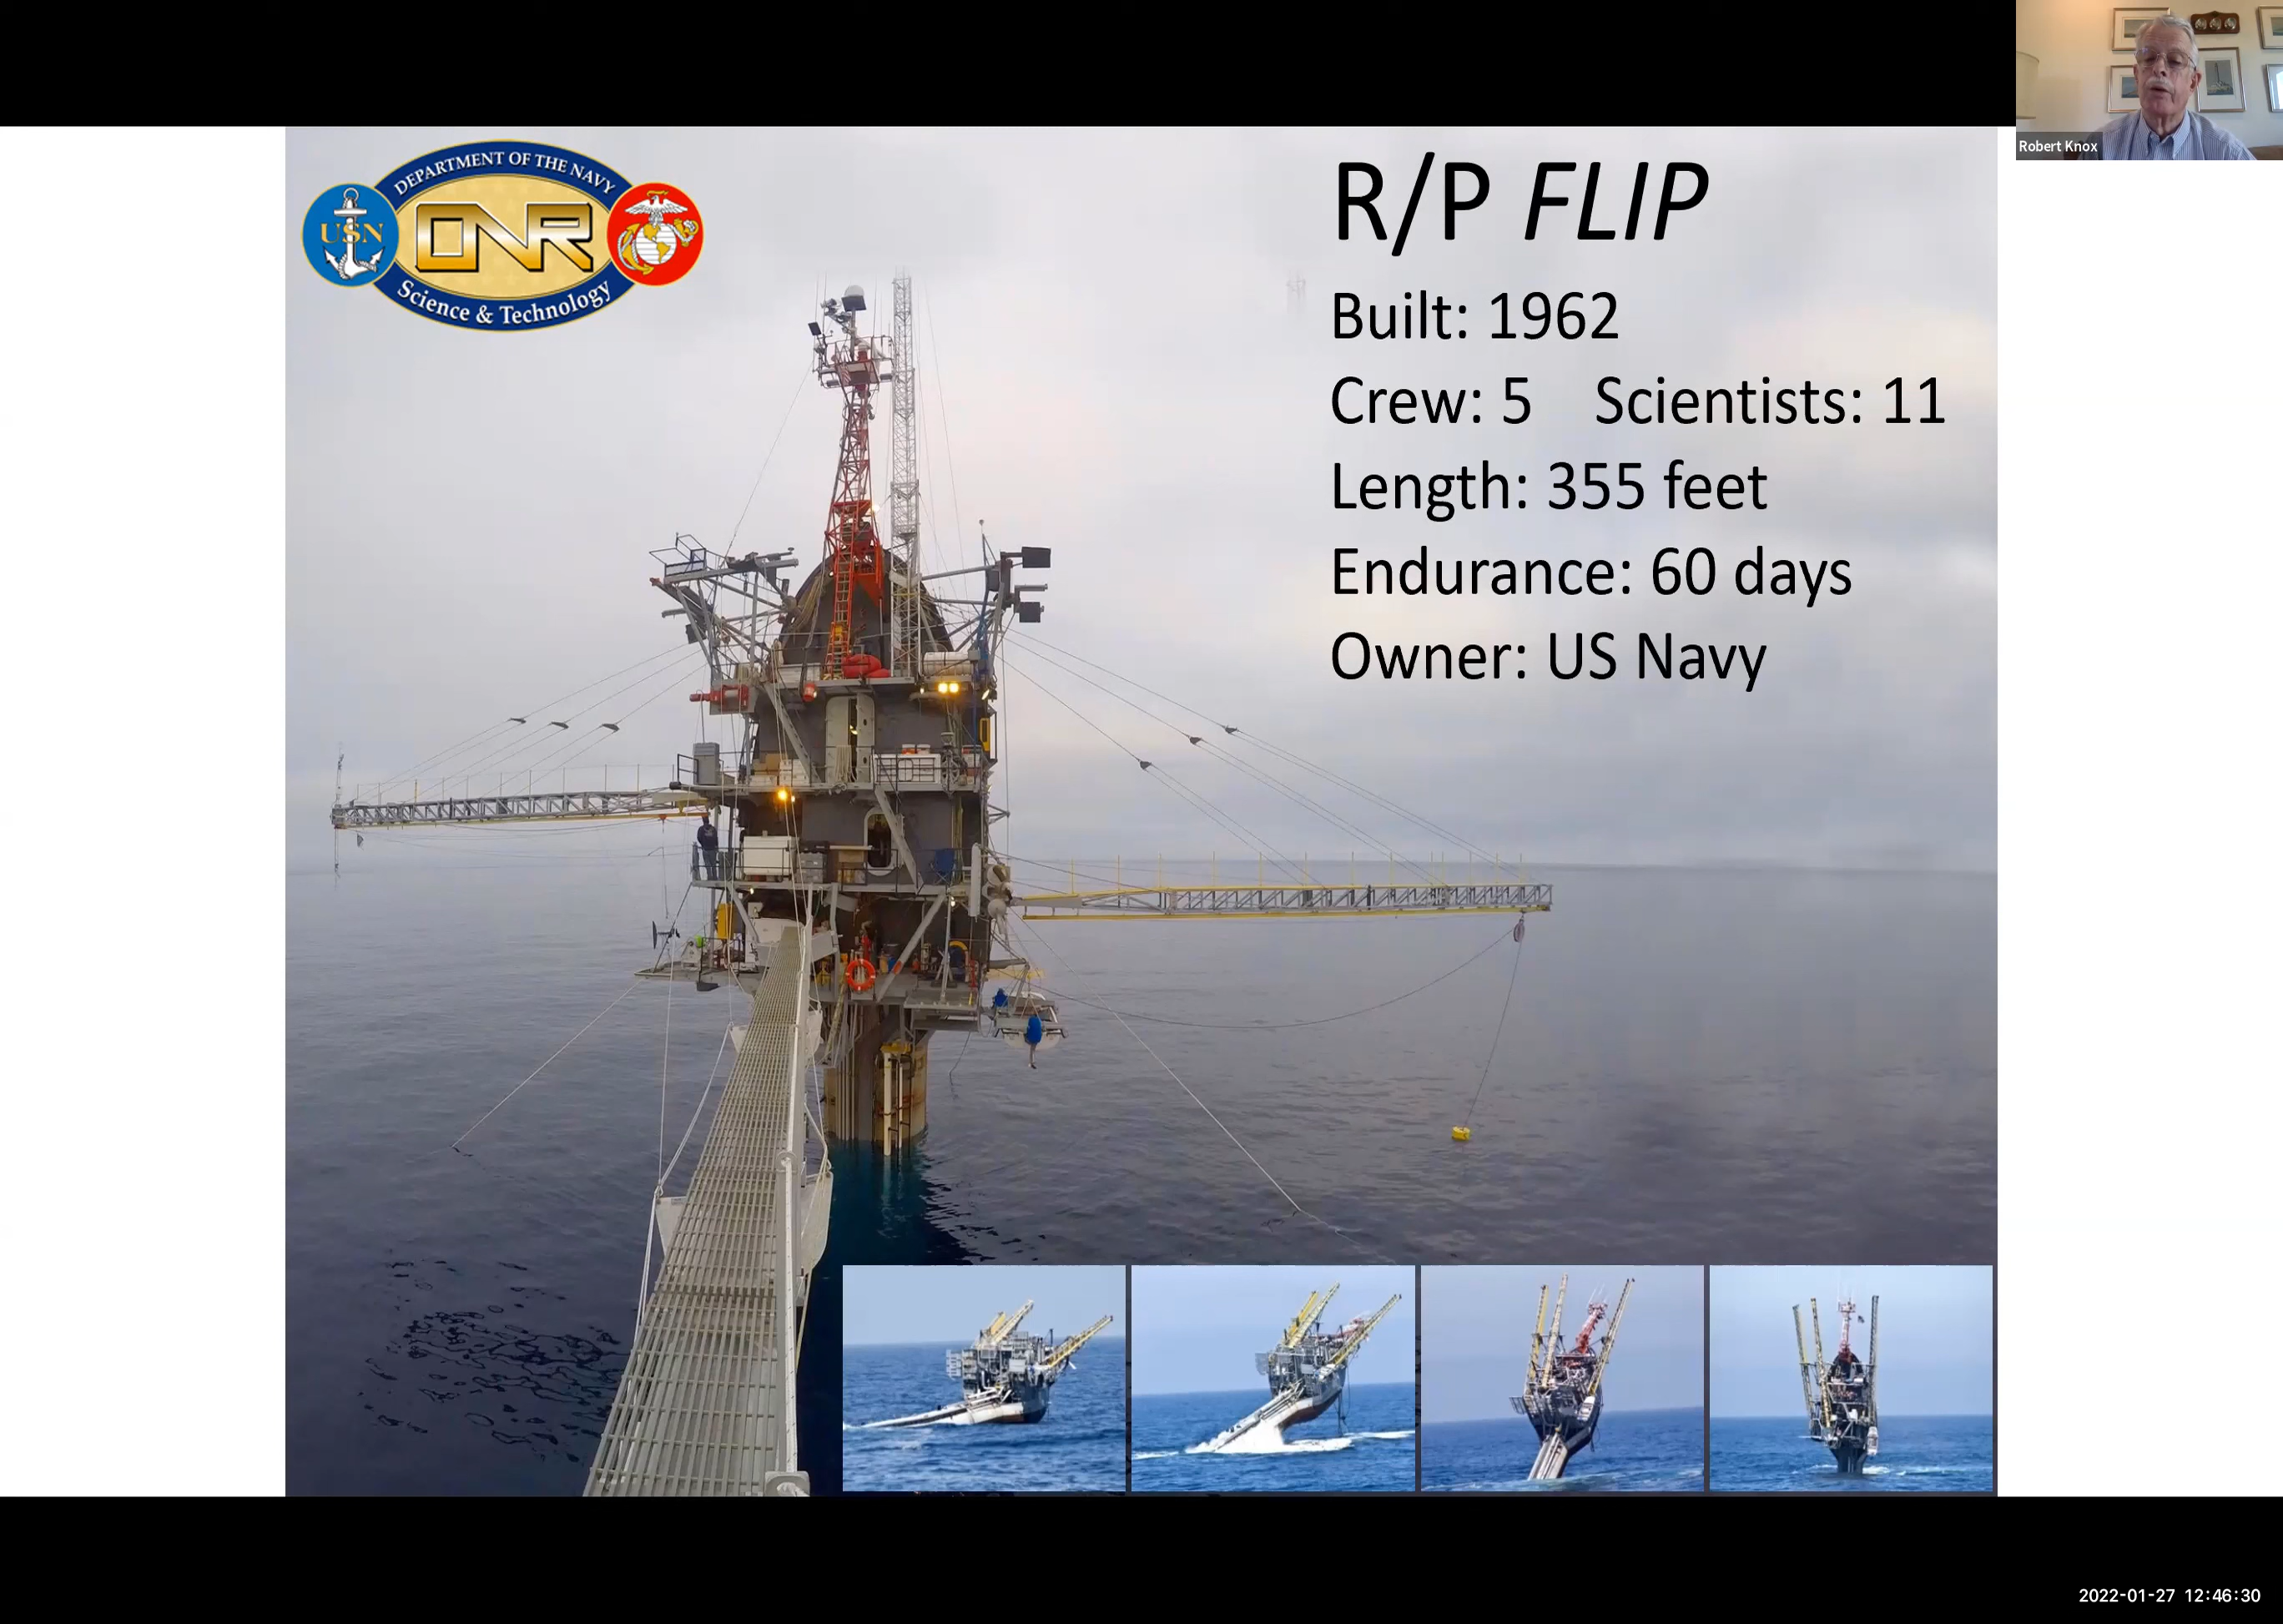 Robert Knox
DEPARTMENT OF THE NAVY
USN
ONR
Science & Technology
R/P FLIP
Built: 1962
Crew: 5 Scientists: 11
Length: 355 feet
Endurance: 60 days
Owner: US Navy
2022-01-27 12:46:30